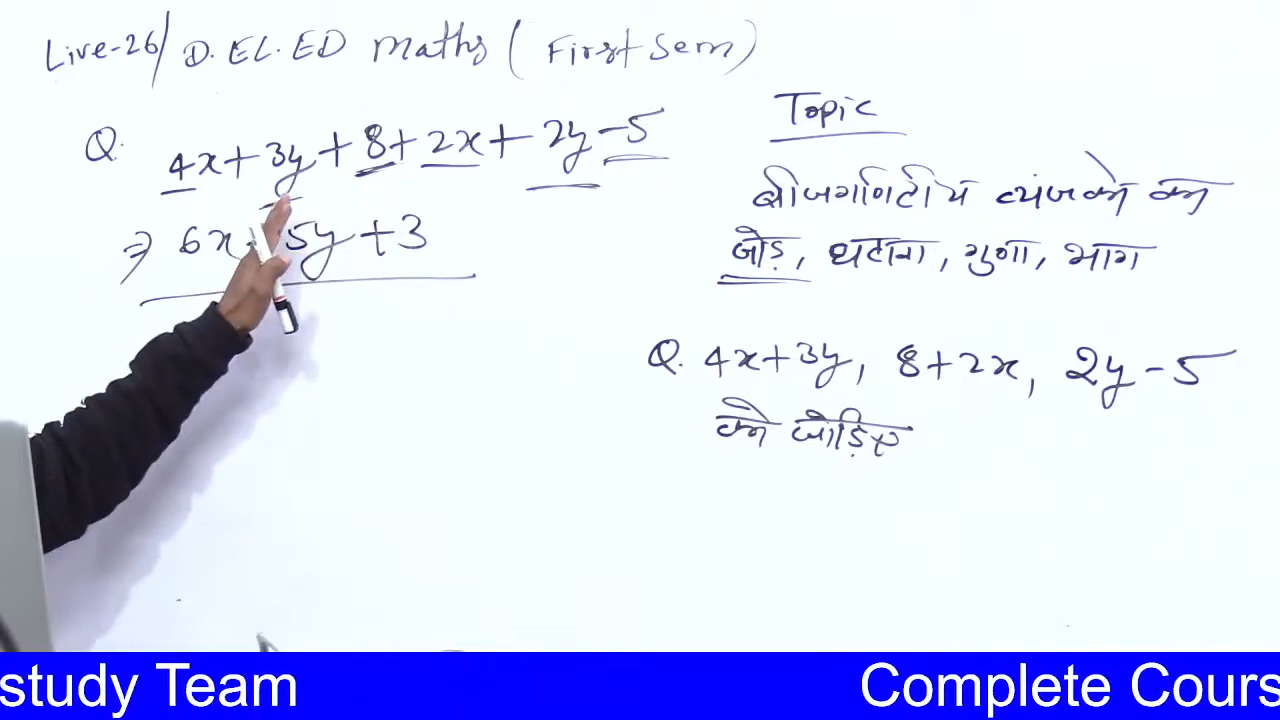 Live-26/ D.EL.ED Maths (First Sem)
Q. 4x+3y+8+2x+2y-5
⇒ 6x+5y+3
Topic
बीजगणितीय व्यंजको का
जोड़, घटाना, गुणा, भाग
Q. 4x+3y, 8+2x, 2y-5
को जोड़िए
study Team Complete Cours